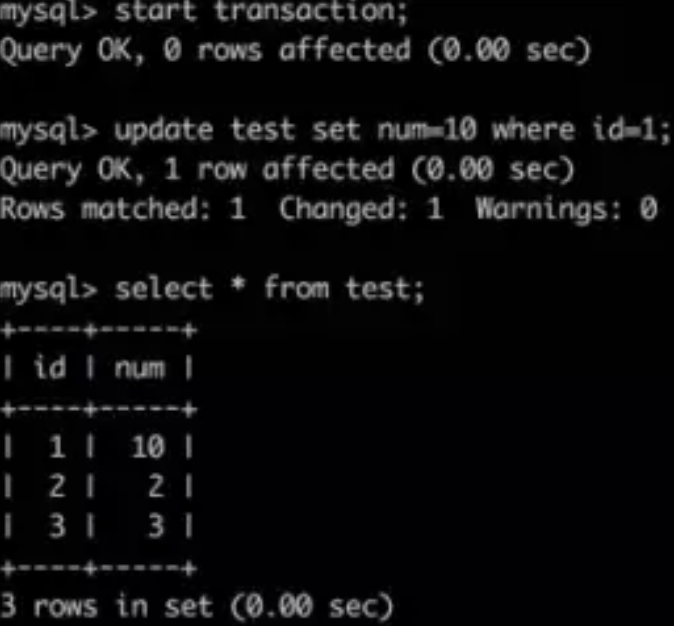 mysql> start transaction;
Query OK, 0 rows affected (0.00 sec)
mysql> update test set num=10 where id=1;
Query OK, 1 row affected (0.00 sec)
Rows matched: 1  Changed: 1  Warnings: 0
mysql> select * from test;
+----+-----+
| id | num |
+----+-----+
|  1 |  10 |
|  2 |   2 |
|  3 |   3 |
+----+-----+
3 rows in set (0.00 sec)